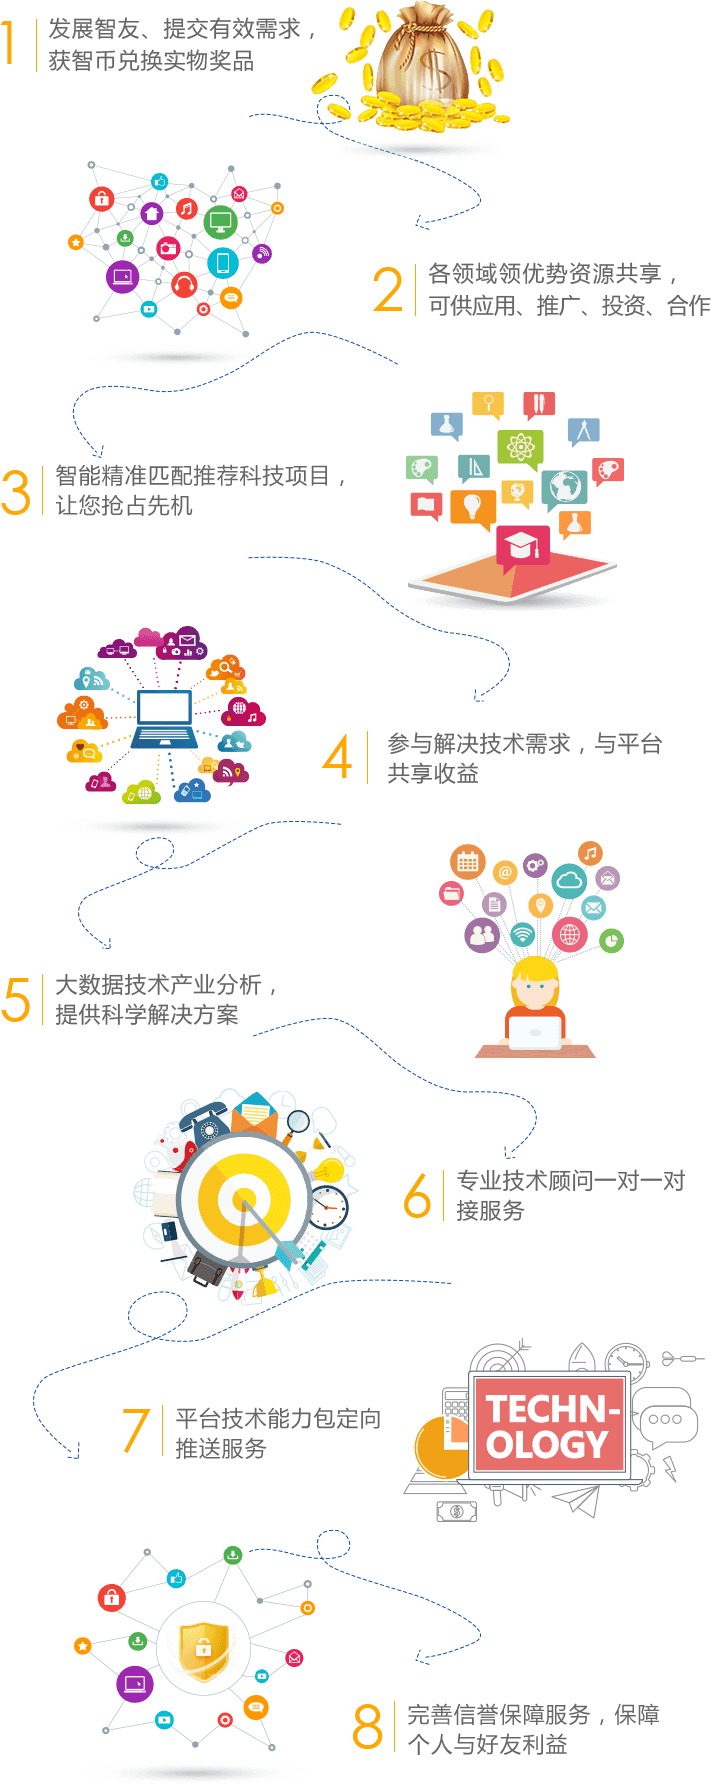 1
发展智友、提交有效需求，
获智币兑换实物奖品
$
2
各领域领优势资源共享，
可供应用、推广、投资、合作
3
智能精准匹配推荐科技项目，
让您抢占先机
4
参与解决技术需求，与平台
共享收益
@
5
大数据技术产业分析，
提供科学解决方案
6
专业技术顾问一对一对
接服务
7
平台技术能力包定向
推送服务
TECHN-
OLOGY
$
8
完善信誉保障服务，保障
个人与好友利益